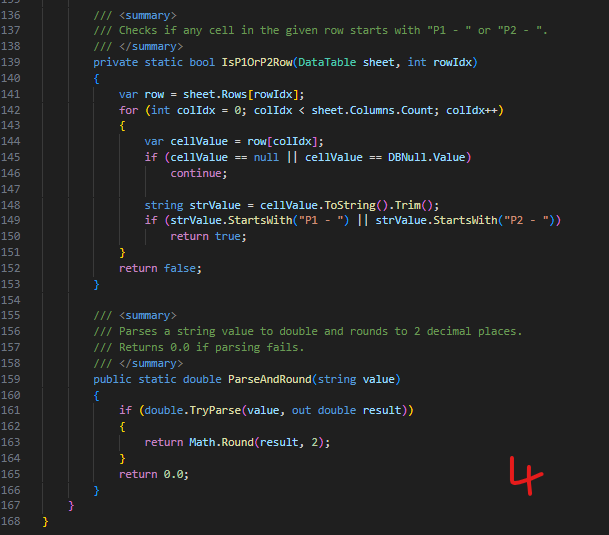 135
136 /// <summary>
137 /// Checks if any cell in the given row starts with "P1 - " or "P2 - ".
138 /// </summary>
139 private static bool IsP1OrP2Row(DataTable sheet, int rowIdx)
140 {
141 var row = sheet.Rows[rowIdx];
142 for (int colIdx = 0; colIdx < sheet.Columns.Count; colIdx++)
143 {
144 var cellValue = row[colIdx];
145 if (cellValue == null || cellValue == DBNull.Value)
146 continue;
147
148 string strValue = cellValue.ToString().Trim();
149 if (strValue.StartsWith("P1 - ") || strValue.StartsWith("P2 - "))
150 return true;
151 }
152 return false;
153 }
154
155 /// <summary>
156 /// Parses a string value to double and rounds to 2 decimal places.
157 /// Returns 0.0 if parsing fails.
158 /// </summary>
159 public static double ParseAndRound(string value)
160 {
161 if (double.TryParse(value, out double result))
162 {
163 return Math.Round(result, 2);
164 }
165 return 0.0;
166 }
167 }
168 }
4